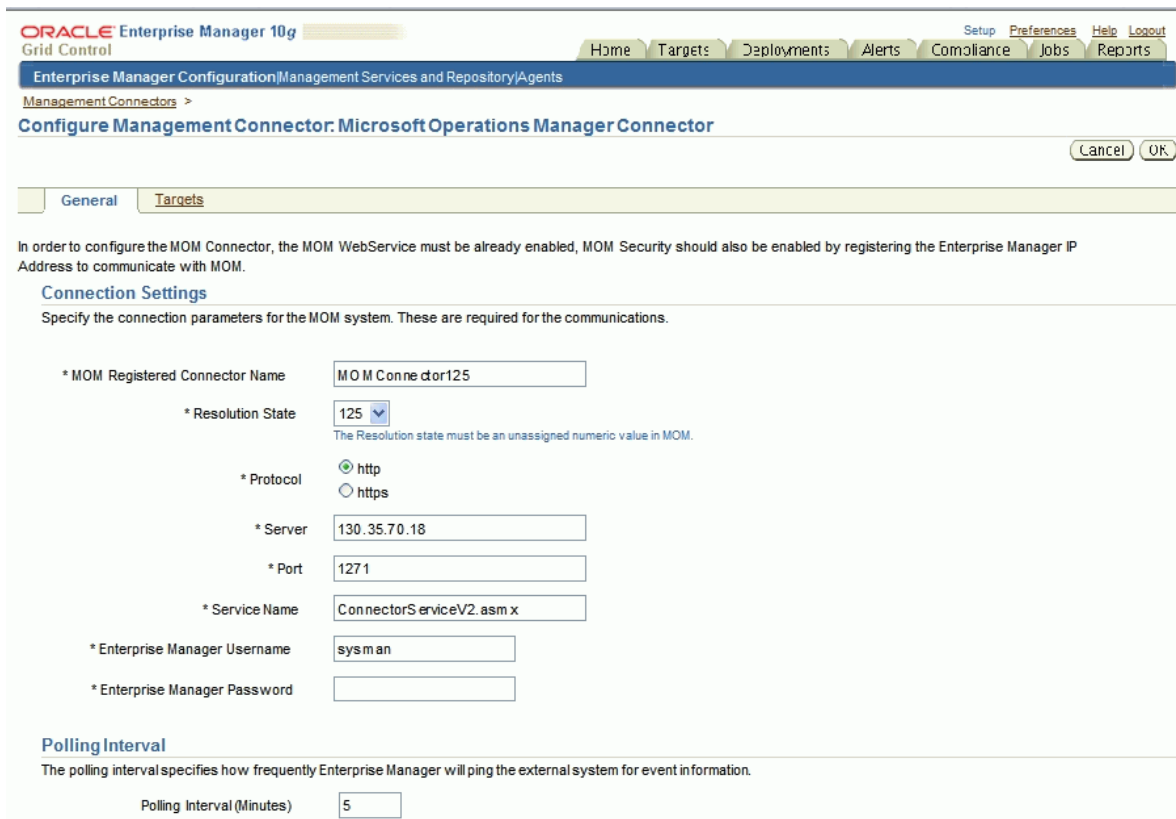 ORACLE Enterprise Manager 10g
Grid Control
Setup Preferences Help Logout
Home Targets Deployments Alerts Compliance Jobs Reports
Enterprise Manager Configuration|Management Services and Repository|Agents
Management Connectors >
Configure Management Connector: Microsoft Operations Manager Connector
Cancel OK
General Targets
In order to configure the MOM Connector, the MOM WebService must be already enabled, MOM Security should also be enabled by registering the Enterprise Manager IP
Address to communicate with MOM.
Connection Settings
Specify the connection parameters for the MOM system. These are required for the communications.
* MOM Registered Connector Name MOMConnector125
* Resolution State 125
The Resolution state must be an unassigned numeric value in MOM.
* Protocol http
https
* Server 130.35.70.18
* Port 1271
* Service Name ConnectorServiceV2.asmx
* Enterprise Manager Username sysman
* Enterprise Manager Password
Polling Interval
The polling interval specifies how frequently Enterprise Manager will ping the external system for event information.
Polling Interval (Minutes) 5